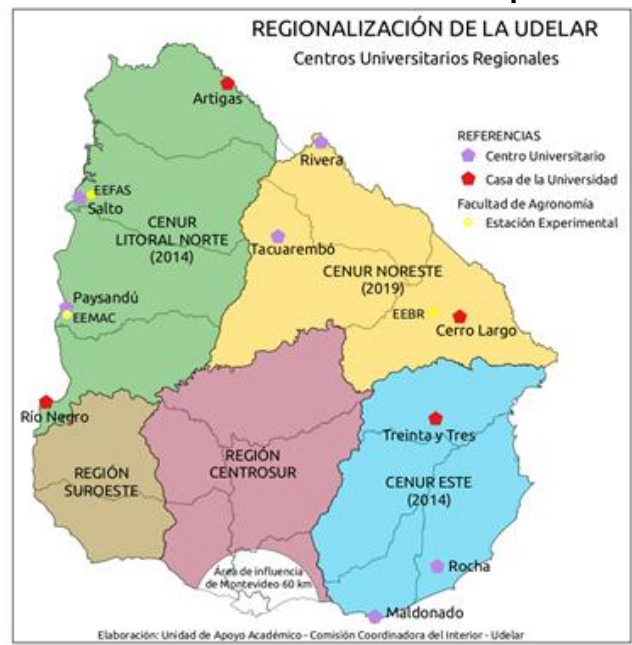 REGIONALIZACIÓN DE LA UDELAR
Centros Universitarios Regionales
Artigas
REFERENCIAS
Centro Universitario
Casa de la Universidad
Facultad de Agronomía
Estación Experimental
Rivera
EEFAS
Salto
CENUR
LITORAL NORTE
(2014)
Tacuarembó
CENUR NORESTE
(2019)
Paysandú
EEMAC
EEBR
Cerro Largo
Río Negro
Treinta y Tres
REGIÓN
SUROESTE
REGIÓN
CENTROSUR
CENUR ESTE
(2014)
Rocha
Área de influencia
de Montevideo 60 km
Maldonado
Elaboración: Unidad de Apoyo Académico - Comisión Coordinadora del Interior - Udelar